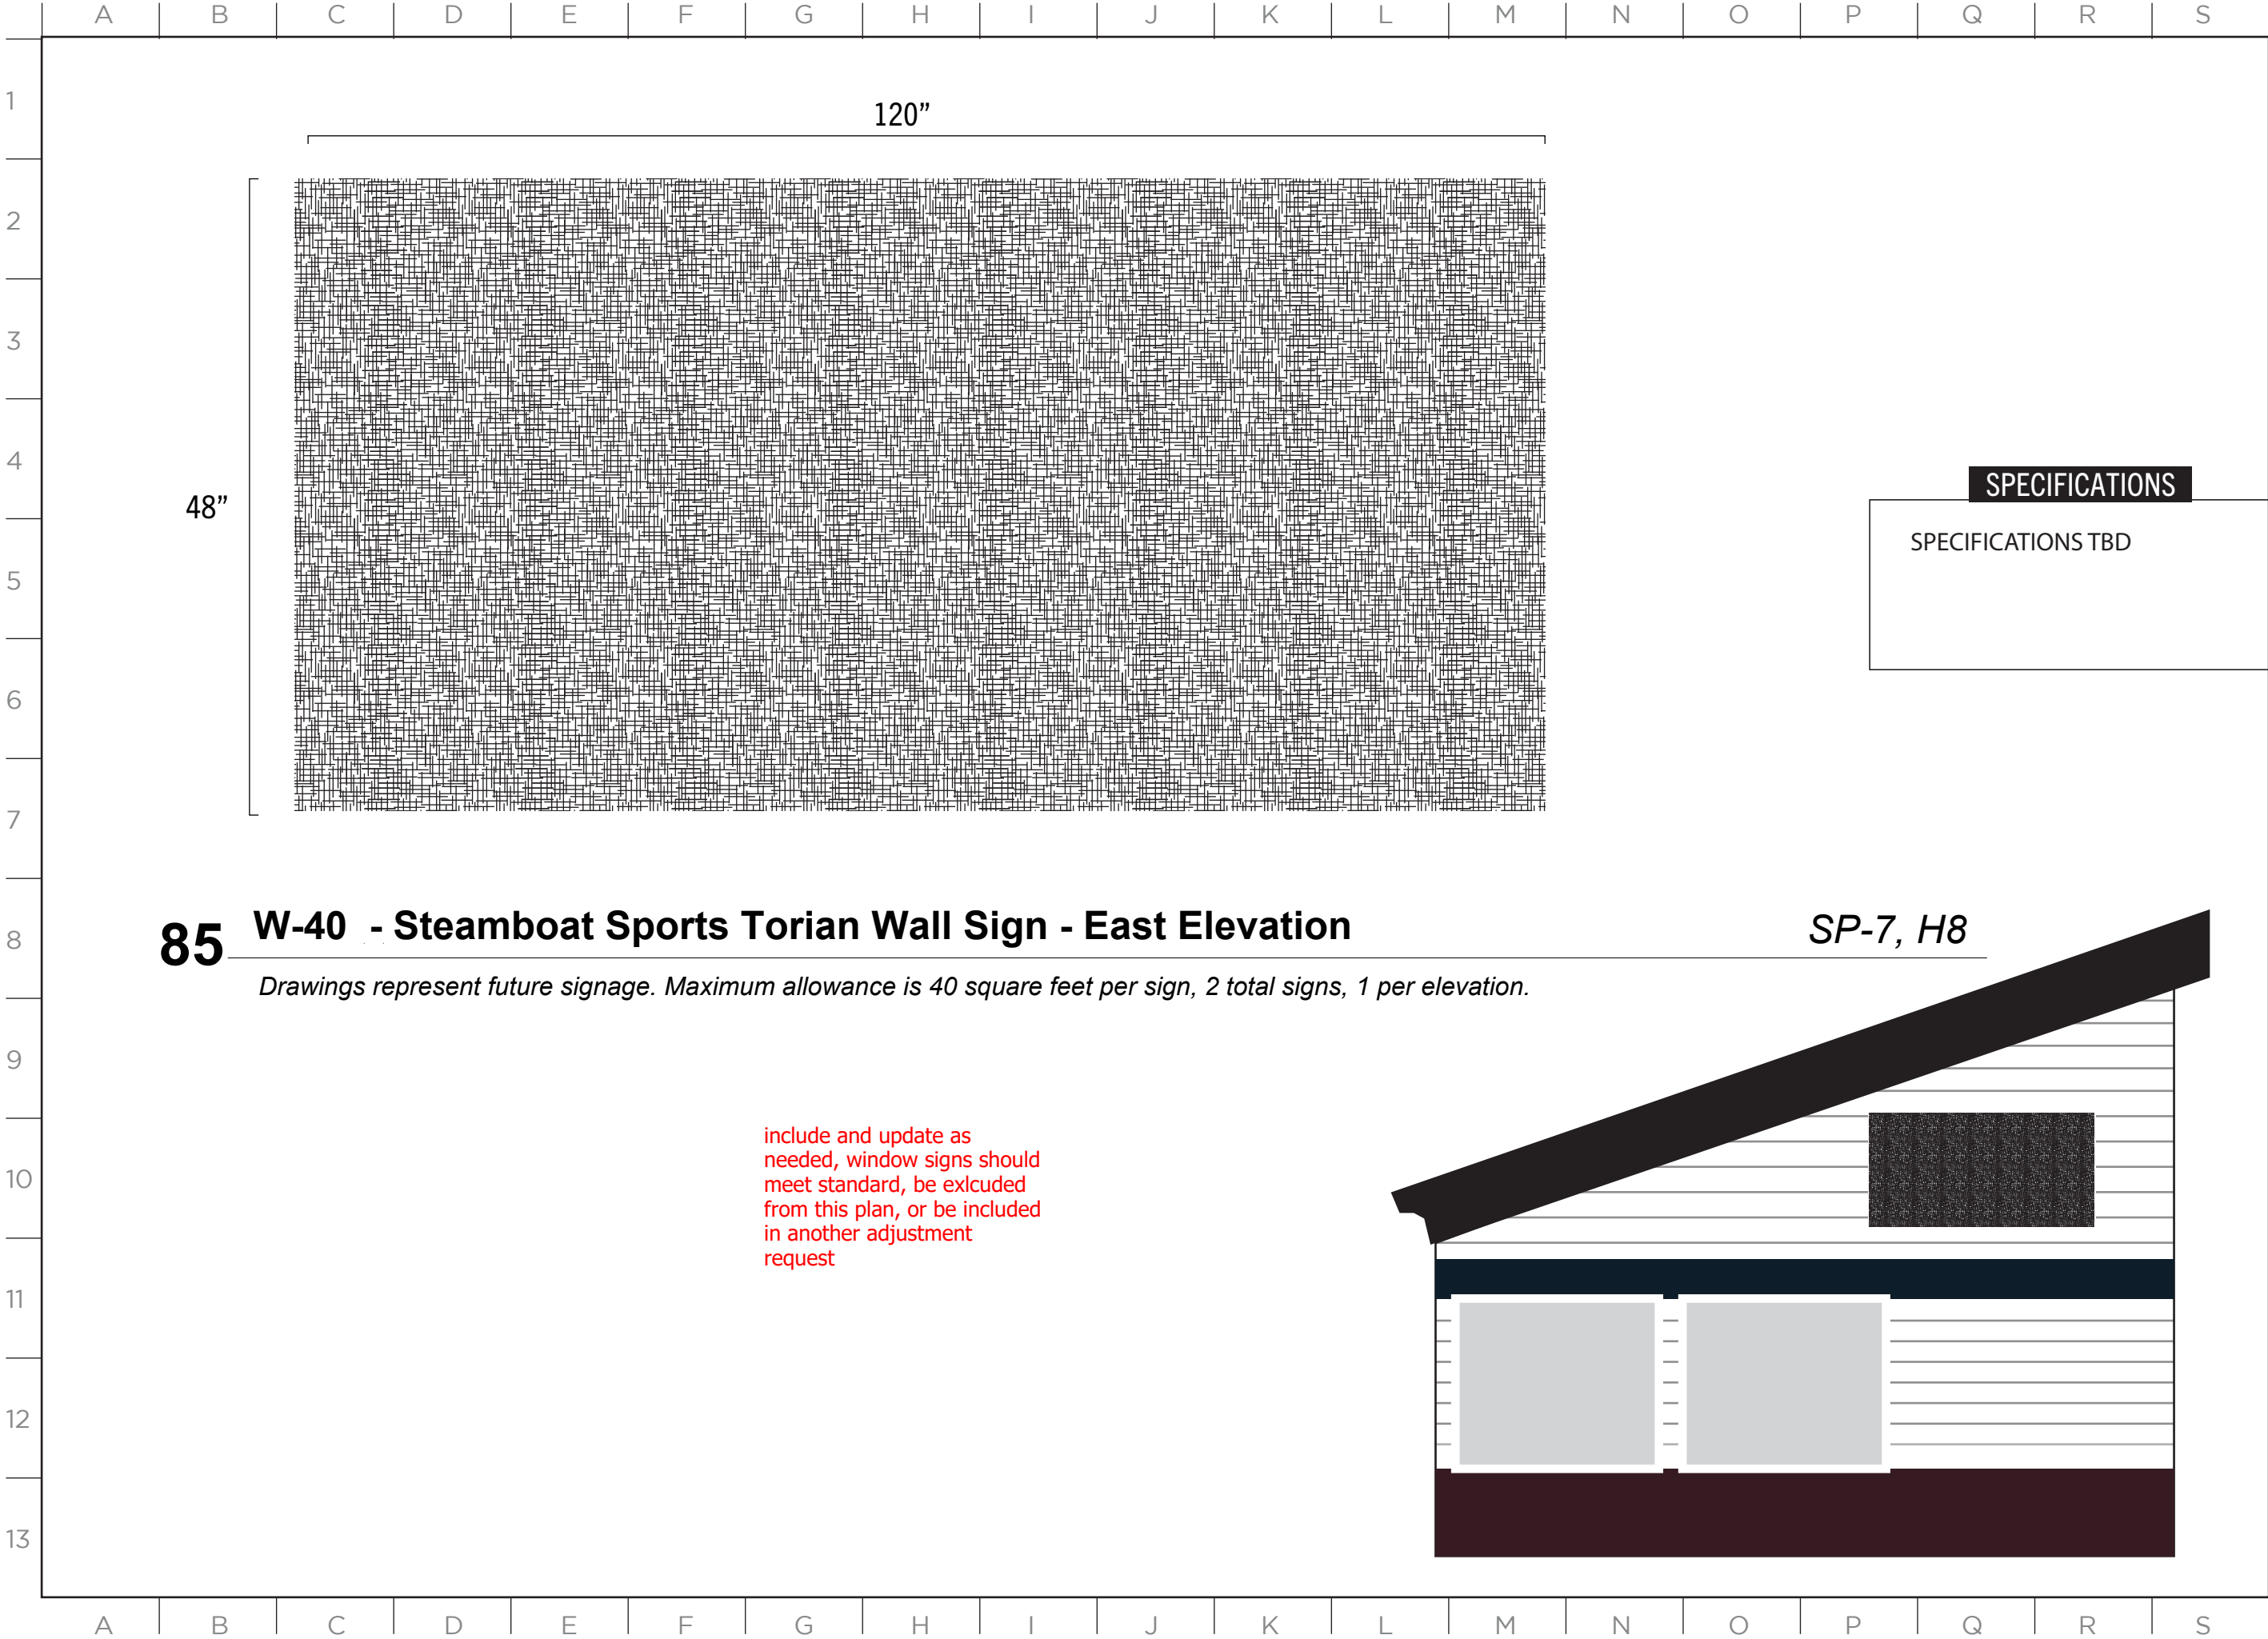 A B C D E F G H I J K L M N O P Q R S
1
2
3
4
5
6
7
8
9
10
11
12
13
120”
48”
SPECIFICATIONS
SPECIFICATIONS TBD
85 W-40 - Steamboat Sports Torian Wall Sign - East Elevation SP-7, H8
Drawings represent future signage. Maximum allowance is 40 square feet per sign, 2 total signs, 1 per elevation.
include and update as
needed, window signs should
meet standard, be exlcuded
from this plan, or be included
in another adjustment
request
A B C D E F G H I J K L M N O P Q R S